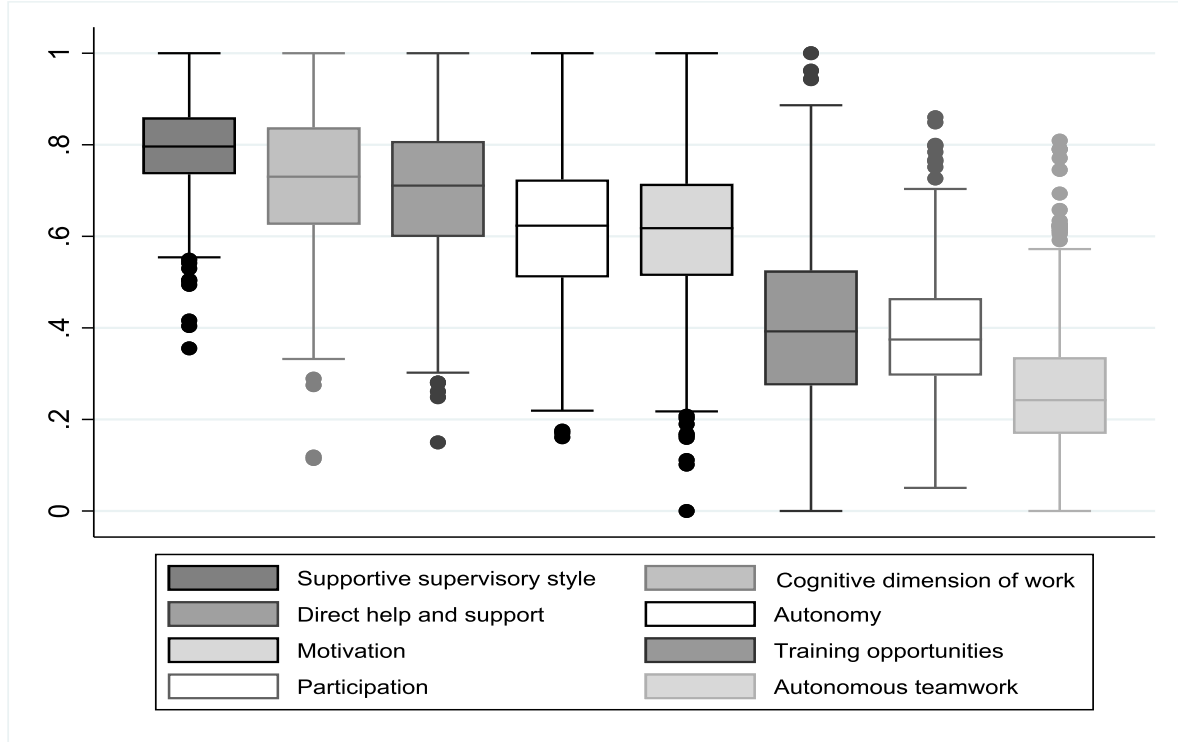 1
.8
.6
.4
.2
0
Supportive supervisory style
Cognitive dimension of work
Direct help and support
Autonomy
Motivation
Training opportunities
Participation
Autonomous teamwork